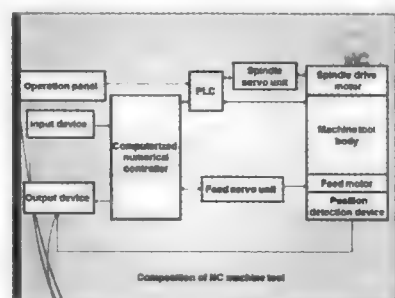 NC
Operation panel
PLC
Spindle
servo unit
Spindle drive
motor
Input device
Computerized
numerical
controller
Machine tool
body
Output device
Feed servo unit
Feed motor
Position
detection device
Composition of NC machine tool